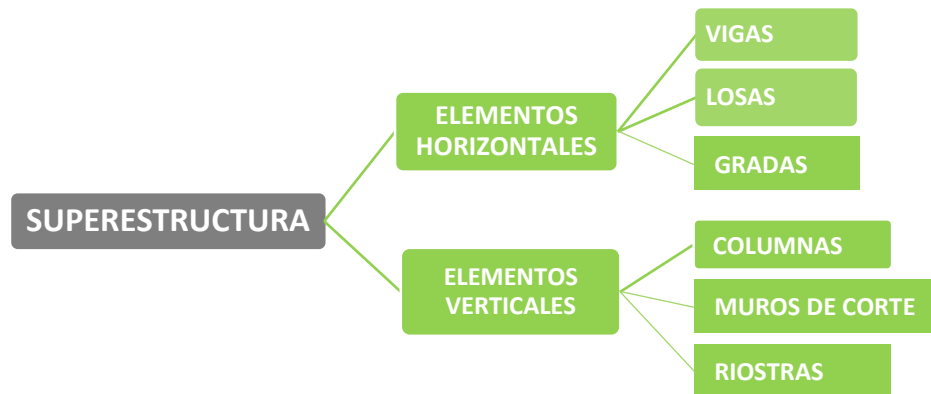 SUPERESTRUCTURA
ELEMENTOS
HORIZONTALES
VIGAS
LOSAS
GRADAS
ELEMENTOS
VERTICALES
COLUMNAS
MUROS DE CORTE
RIOSTRAS